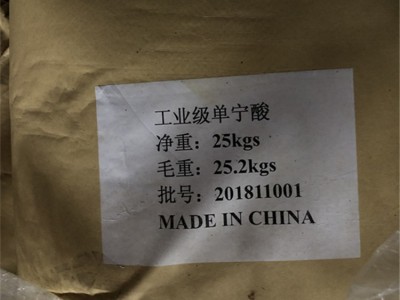 工业级单宁酸
净重：25kgs
毛重：25.2kgs
批号：201811001
MADE IN CHINA